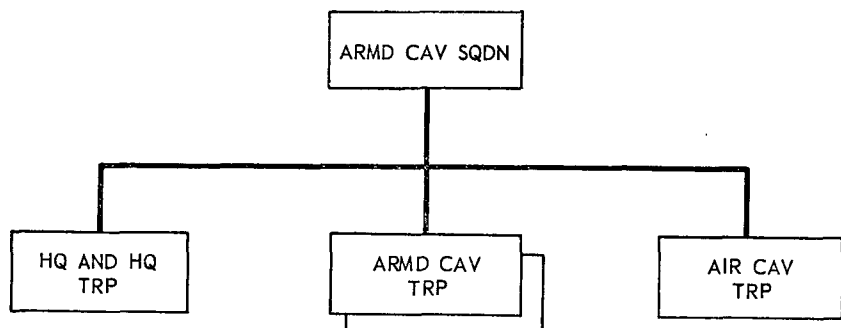 ARMD CAV SQDN
HQ AND HQ
TRP
ARMD CAV
TRP
AIR CAV
TRP